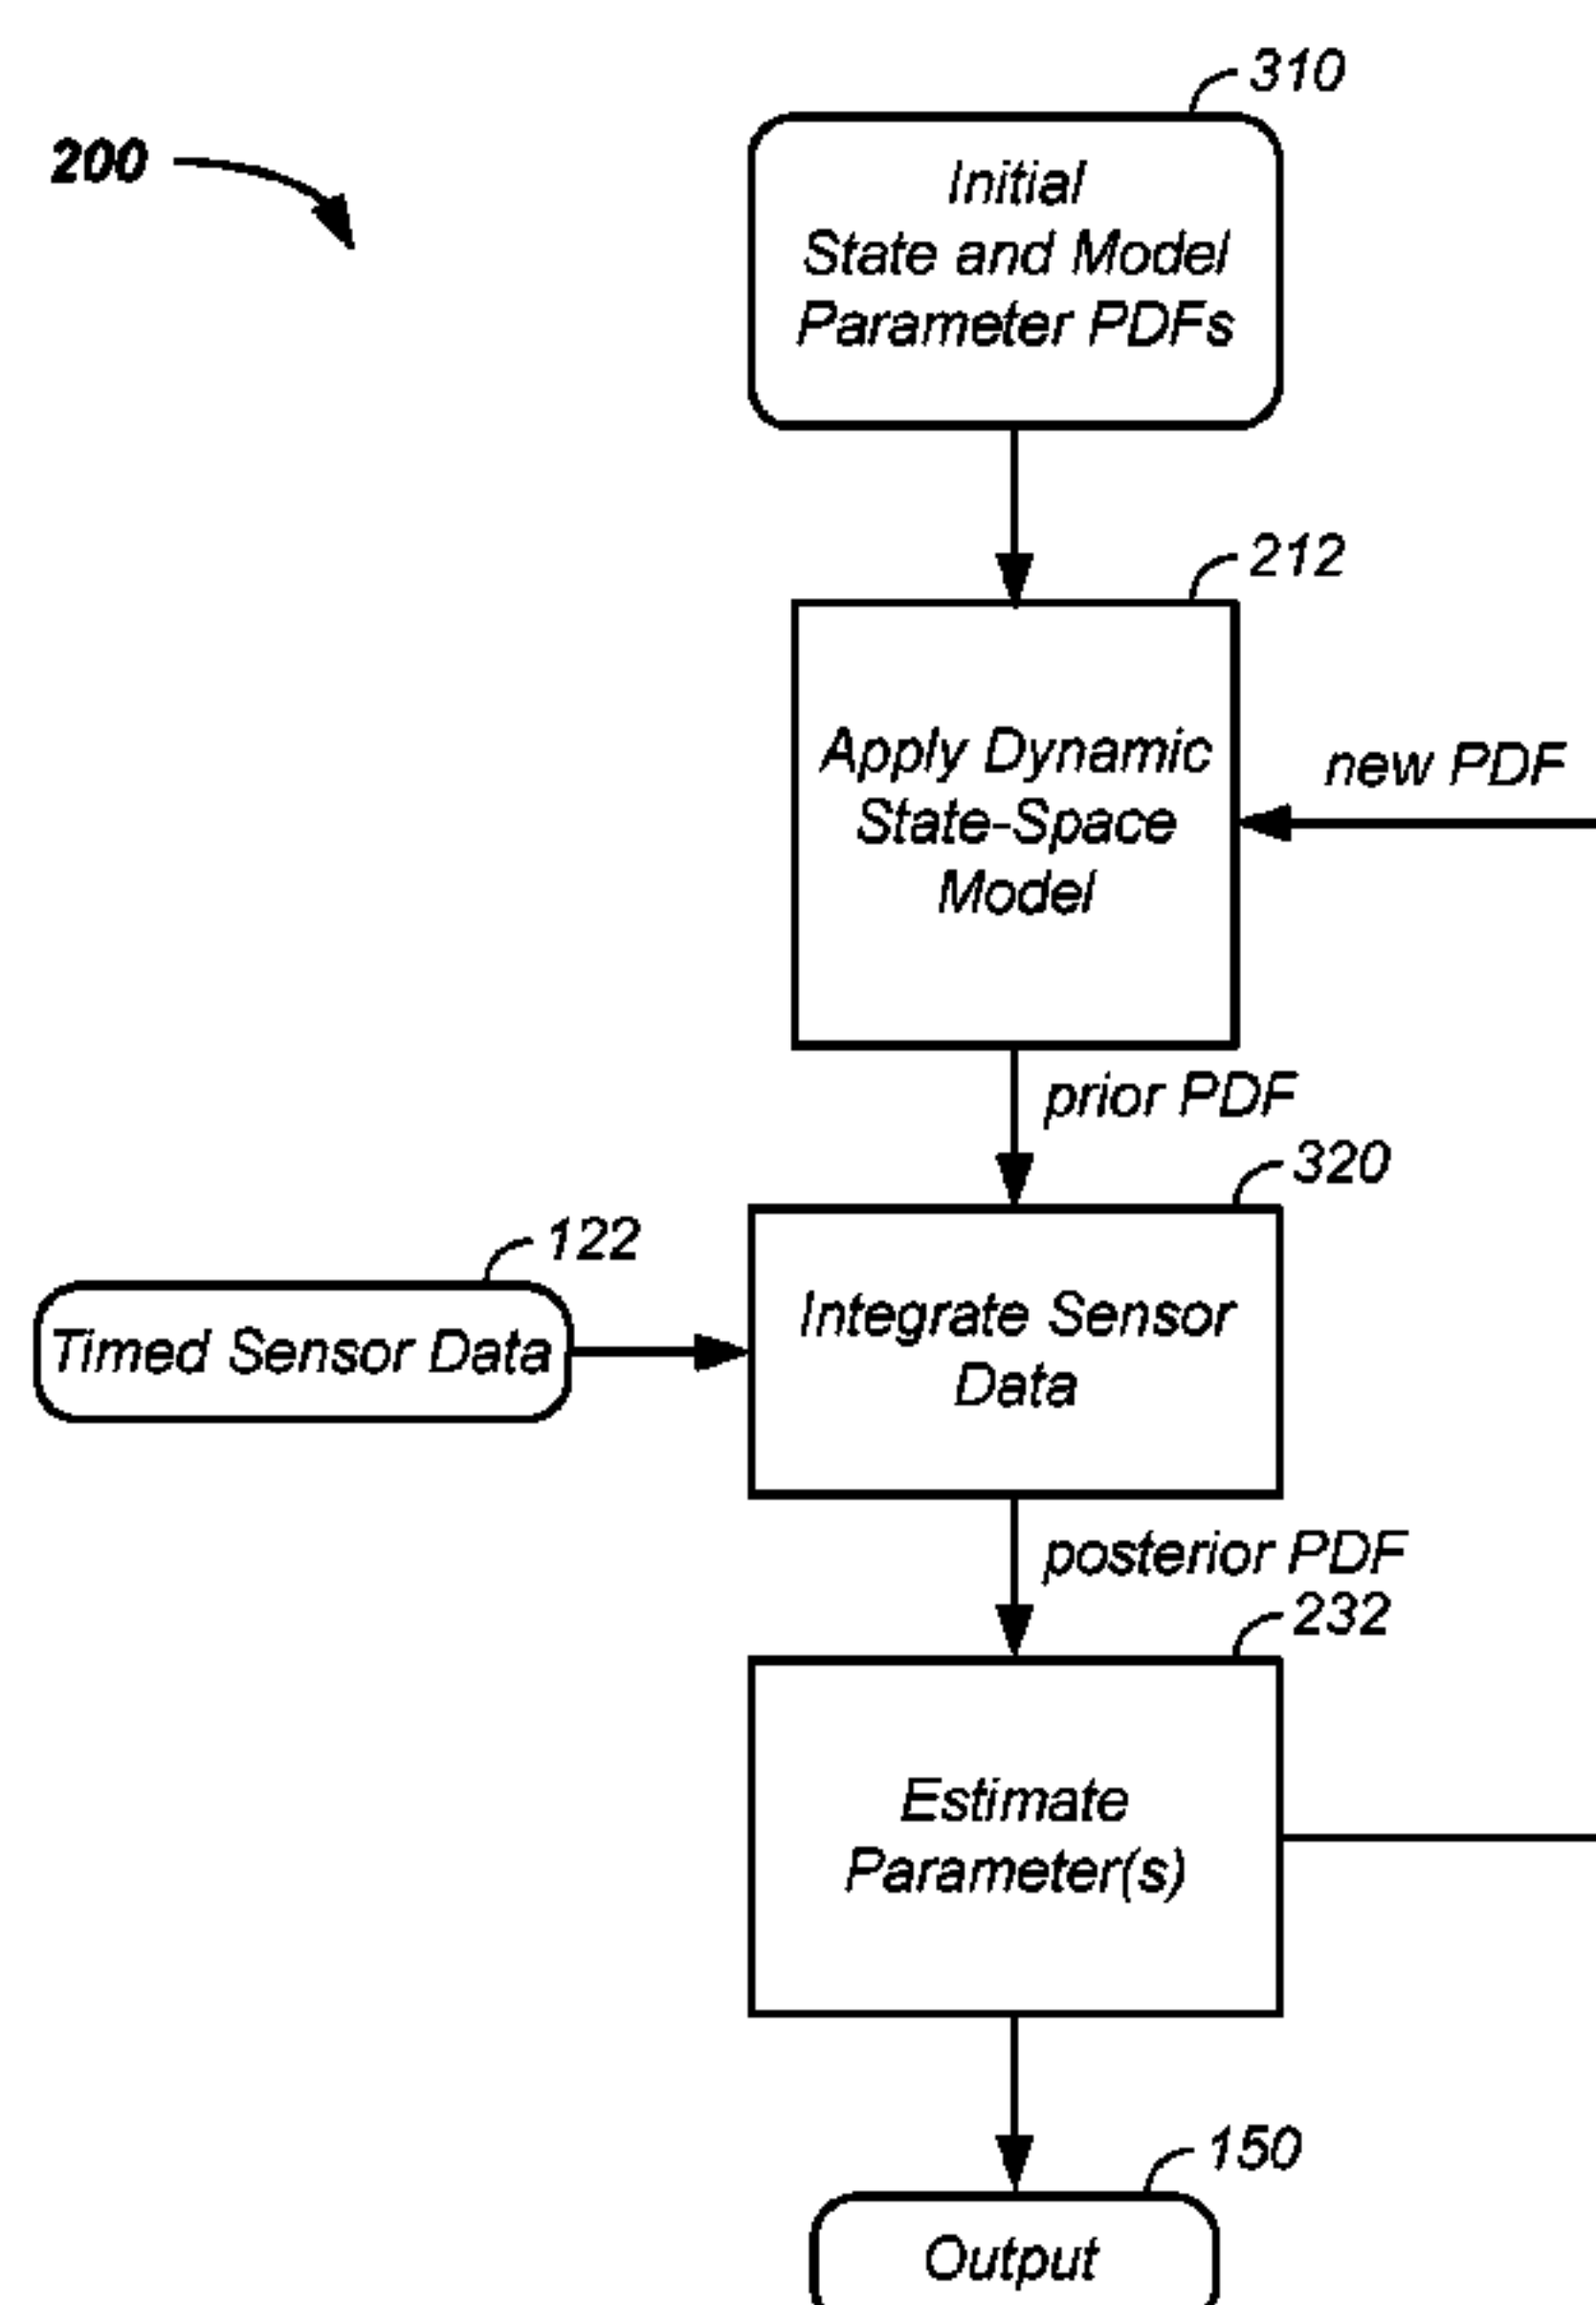 310
200
Initial
State and Model
Parameter PDFs
212
Apply Dynamic
State-Space
Model
new PDF
prior PDF
320
122
Timed Sensor Data
Integrate Sensor
Data
posterior PDF
232
Estimate
Parameter(s)
150
Output